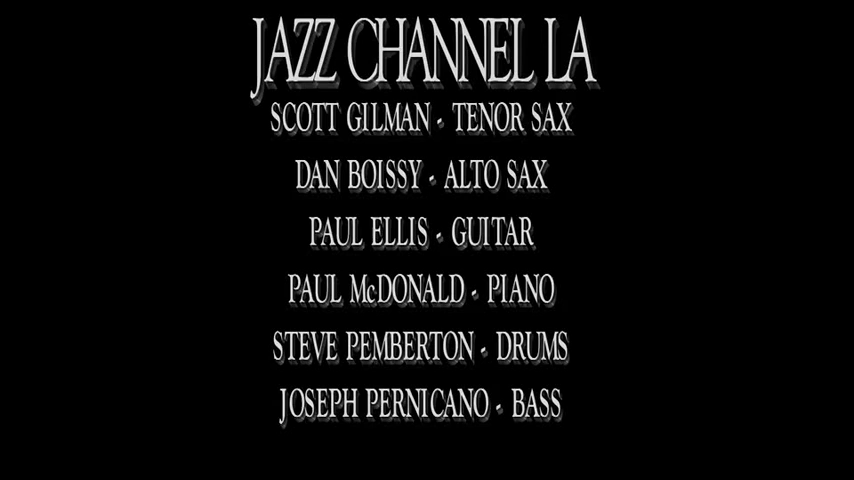 JAZZ CHANNEL LA
SCOTT GILMAN - TENOR SAX
DAN BOISSY - ALTO SAX
PAUL ELLIS - GUITAR
PAUL McDONALD - PIANO
STEVE PEMBERTON - DRUMS
JOSEPH PERNICANO - BASS